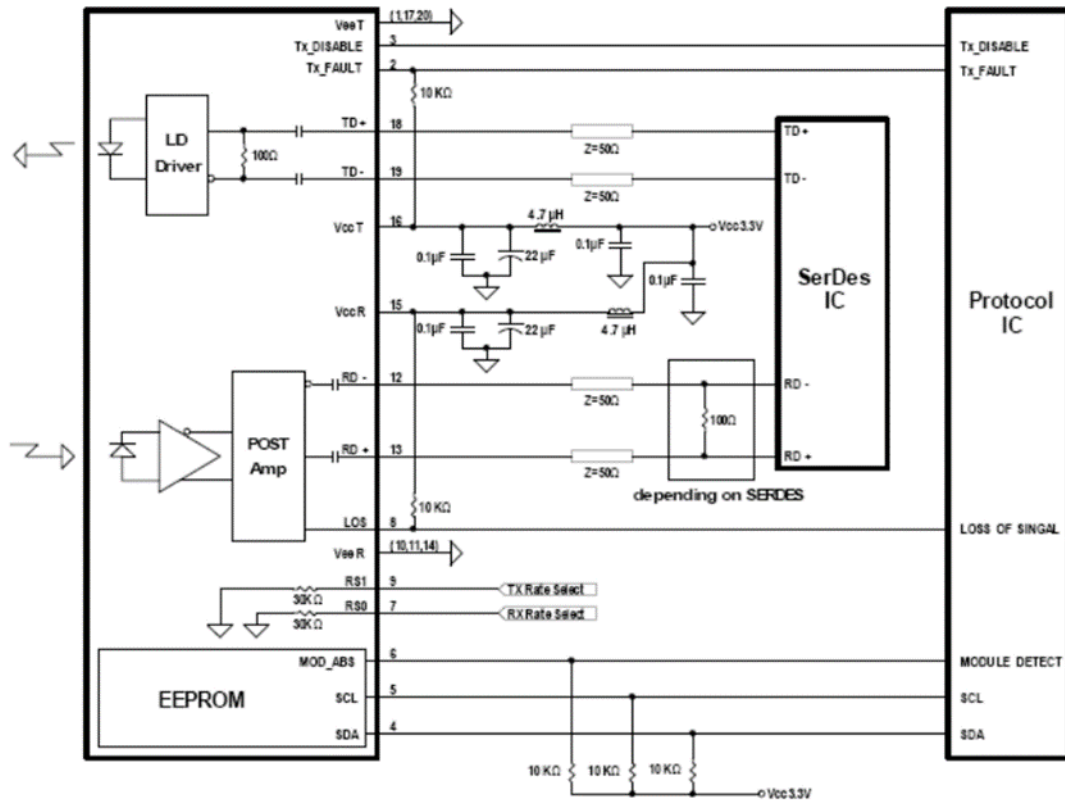 VeeT (1,17,20)
Tx_DISABLE 3 Tx_DISABLE
Tx_FAULT 2 Tx_FAULT
10 KΩ
LD
Driver
100Ω
TD+ 18 Z=50Ω TD+
TD- 19 Z=50Ω TD-
VccT 16 4.7 µH Vcc3.3V
0.1µF 22 µF 0.1µF 0.1µF
VccR 15 4.7 µH
0.1µF 22 µF
SerDes
IC
Protocol
IC
POST
Amp
RD - 12 Z=50Ω RD -
100Ω
RD + 13 Z=50Ω RD +
depending on SERDES
10 KΩ
LOS 8 LOSS OF SINGAL
VeeR (10,11,14)
RS1 9 TX Rate Select
30KΩ
RS0 7 RX Rate Select
30KΩ
EEPROM
MOD_ABS 6 MODULE DETECT
SCL 5 SCL
SDA 4 SDA
10 KΩ 10 KΩ 10 KΩ
Vcc3.3V